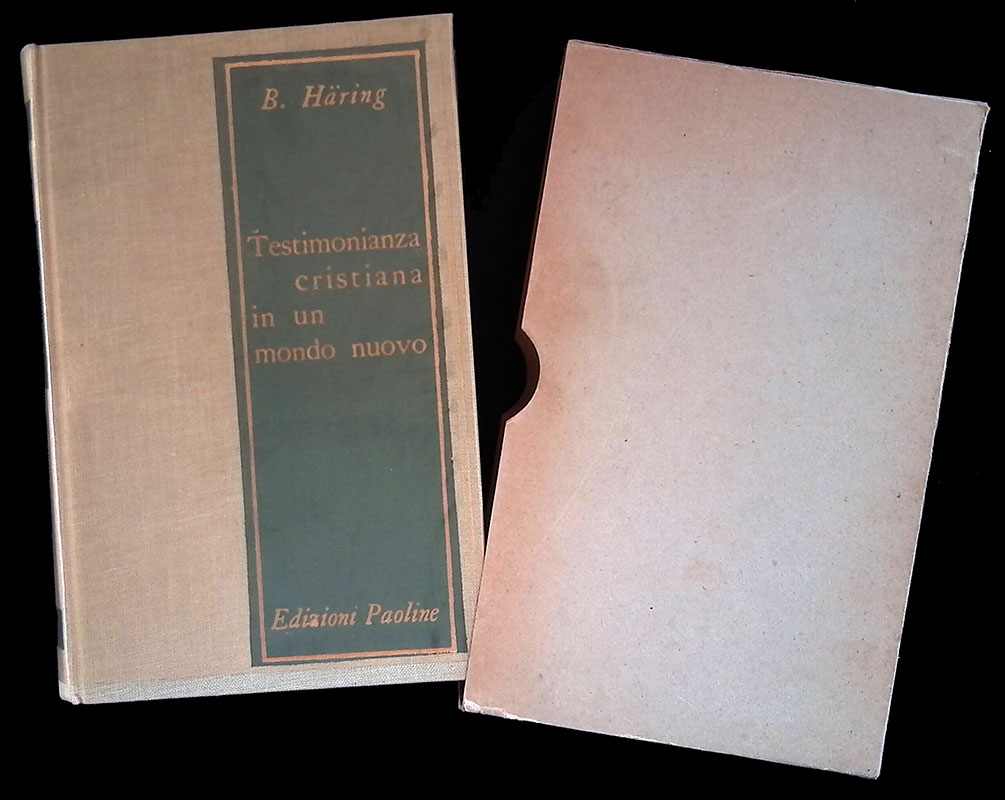 B. Häring
Testimonianza
cristiana
in un
mondo nuovo
Edizioni Paoline